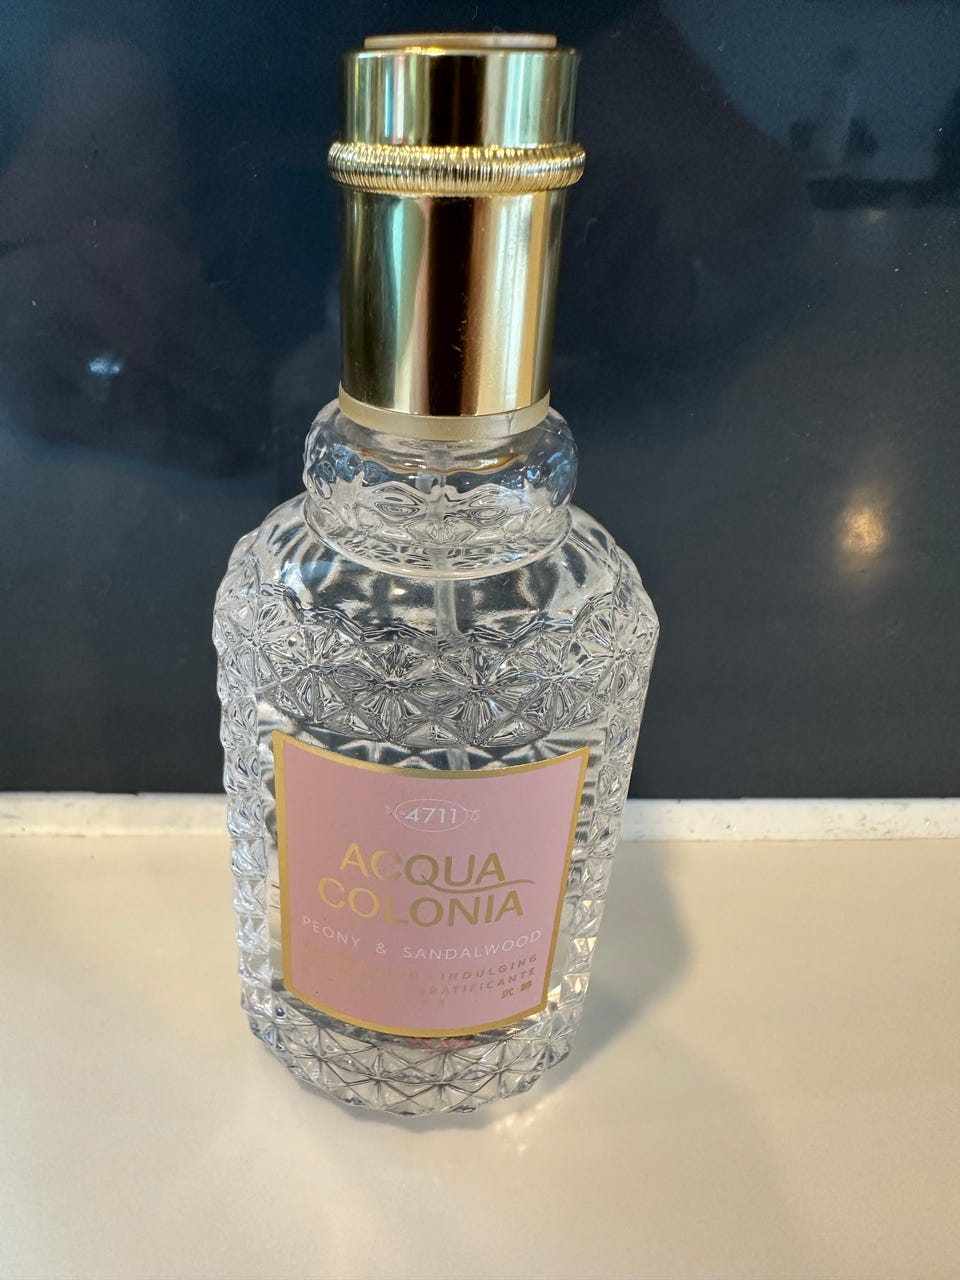 4711
ACQUA
COLONIA
PEONY & SANDALWOOD
INDULGING
GRATIFICANTE